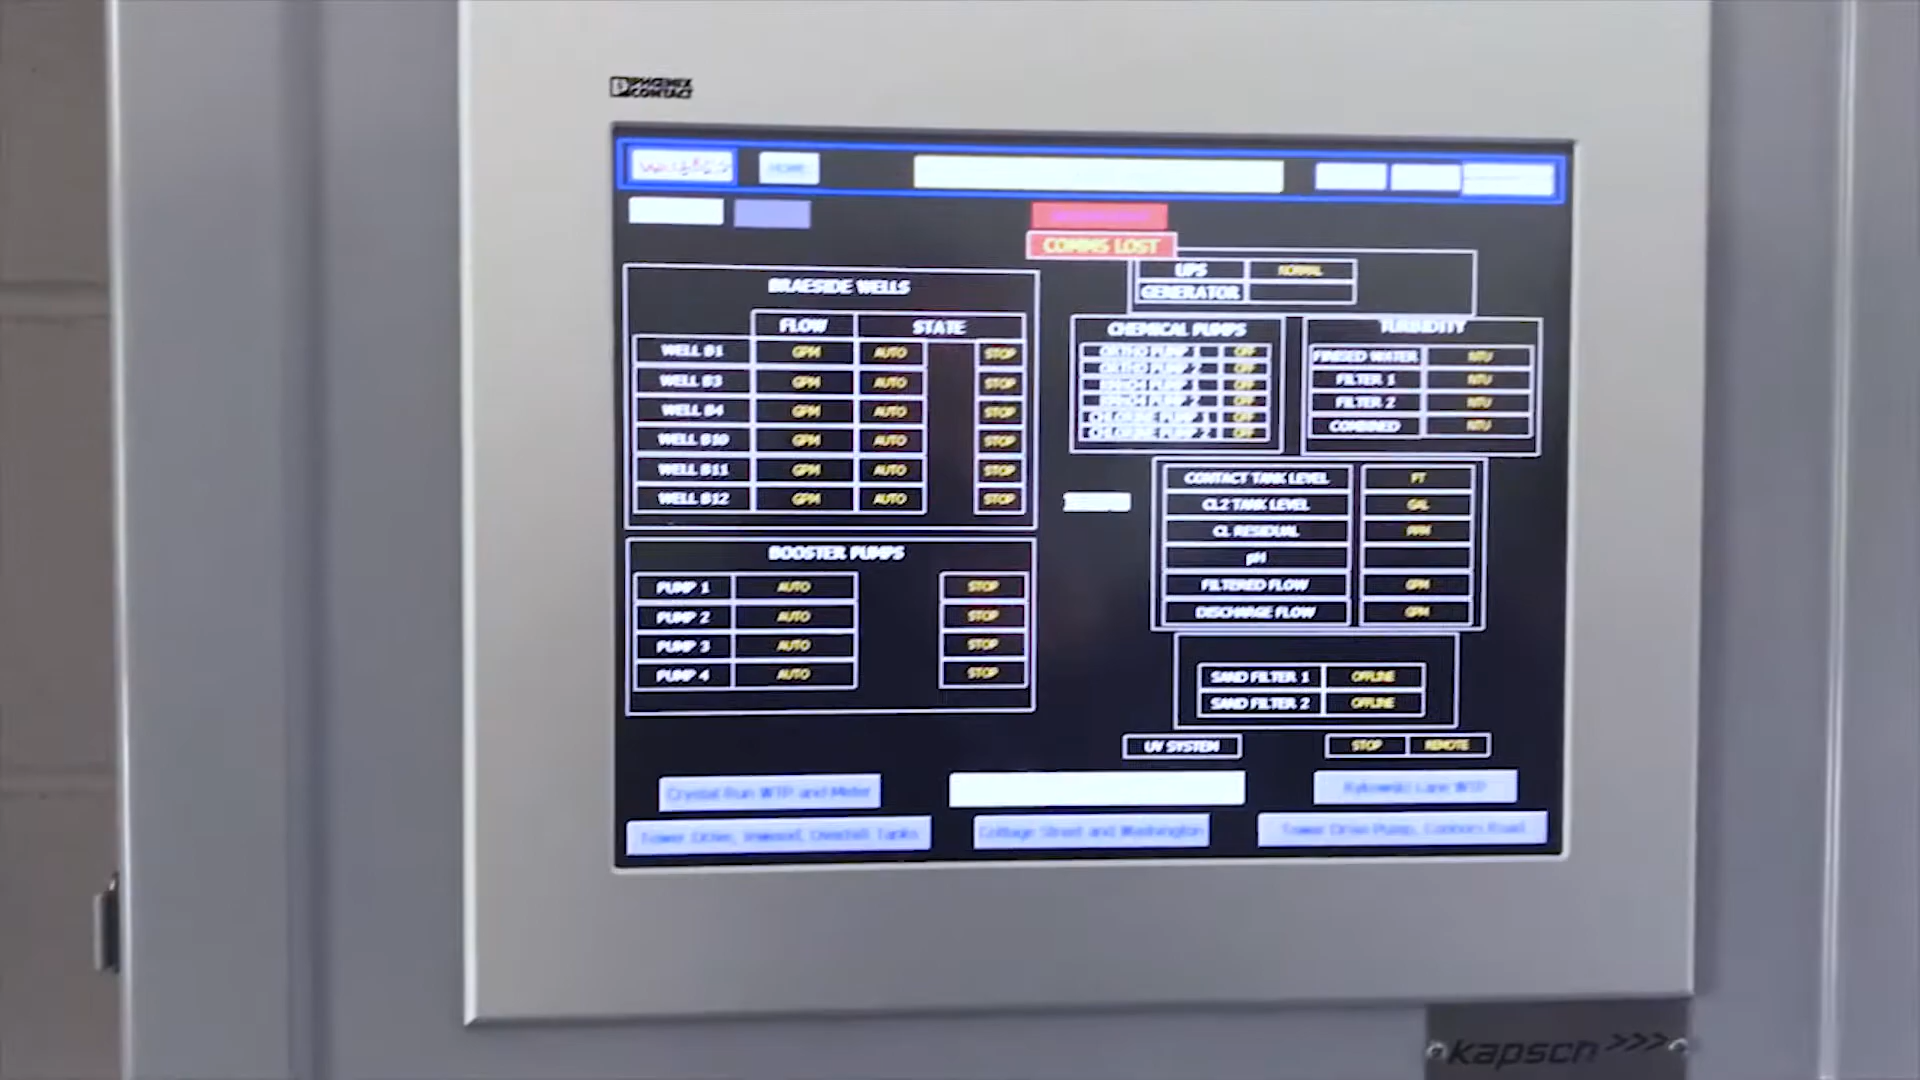 PHOENIX
CONTACT
HOME
COMMS LOST
UPS NORMAL
GENERATOR
BRAESIDE WELLS
FLOW STATE
WELL B1 GPM AUTO STOP
WELL B3 GPM AUTO STOP
WELL B4 GPM AUTO STOP
WELL B10 GPM AUTO STOP
WELL B11 GPM AUTO STOP
WELL B12 GPM AUTO STOP
BOOSTER PUMPS
PUMP 1 AUTO STOP
PUMP 2 AUTO STOP
PUMP 3 AUTO STOP
PUMP 4 AUTO STOP
CHEMICAL PUMPS
ORTHO PUMP 1 OFF
ORTHO PUMP 2 OFF
PUMP 1 OFF
PUMP 2 OFF
CHLORINE PUMP 1 OFF
CHLORINE PUMP 2 OFF
TURBIDITY
FINISED WATER NTU
FILTER 1 NTU
FILTER 2 NTU
COMBINED NTU
CONTACT TANK LEVEL FT
CL2 TANK LEVEL GAL
CL RESIDUAL PPM
pH
FILTERED FLOW GPM
DISCHARGE FLOW GPM
SAND FILTER 1 OFFLINE
SAND FILTER 2 OFFLINE
UV SYSTEM STOP REMOTE
Crystal Run WTP and Meter
Lane WTP
Tower Drive, Tanks
Cottage Street and Washington
Tower Drive Pump, Road
kapsch >>>